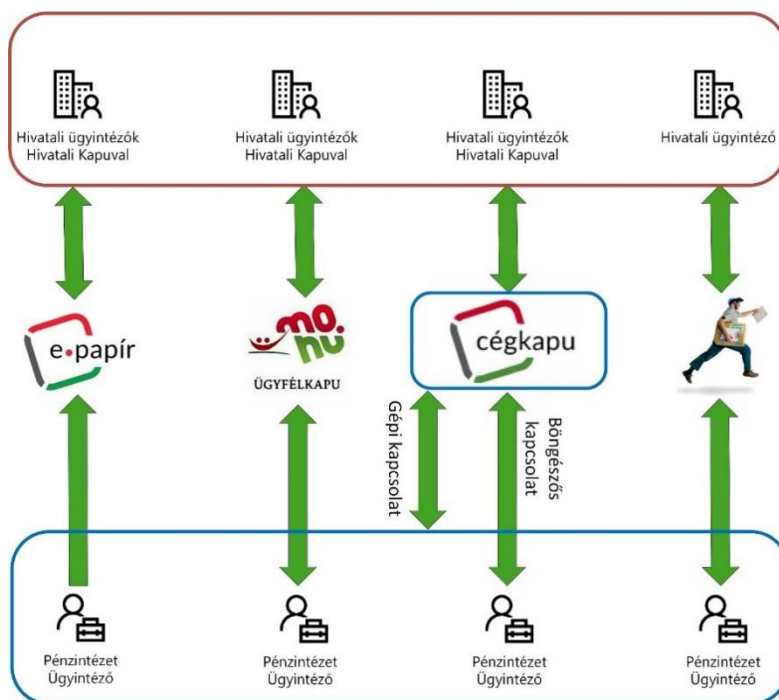 Hivatali ügyintézők
Hivatali Kapuval
Hivatali ügyintézők
Hivatali Kapuval
Hivatali ügyintézők
Hivatali Kapuval
Hivatali ügyintéző
e•papír
mo.
hu
ÜGYFÉLKAPU
cégkapu
Gépi kapcsolat
Böngészős
kapcsolat
Pénzintézet
Ügyintéző
Pénzintézet
Ügyintéző
Pénzintézet
Ügyintéző
Pénzintézet
Ügyintéző